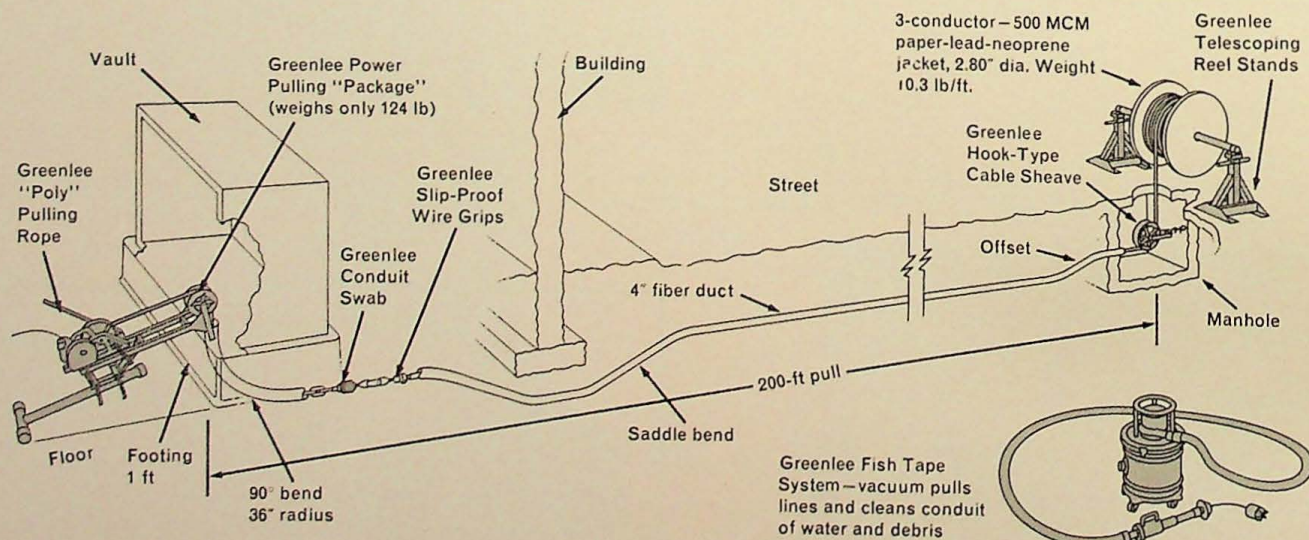 Vault
Greenlee Power
Pulling "Package"
(weighs only 124 lb)
Building
3-conductor—500 MCM
paper-lead-neoprene
jacket, 2.80" dia. Weight
10.3 lb/ft.
Greenlee
Telescoping
Reel Stands
Greenlee
"Poly"
Pulling
Rope
Greenlee
Slip-Proof
Wire Grips
Greenlee
Conduit
Swab
Street
Greenlee
Hook-Type
Cable Sheave
Offset
4" fiber duct
Manhole
200-ft pull
Saddle bend
Floor
Footing
1 ft
90° bend
36" radius
Greenlee Fish Tape
System—vacuum pulls
lines and cleans conduit
of water and debris